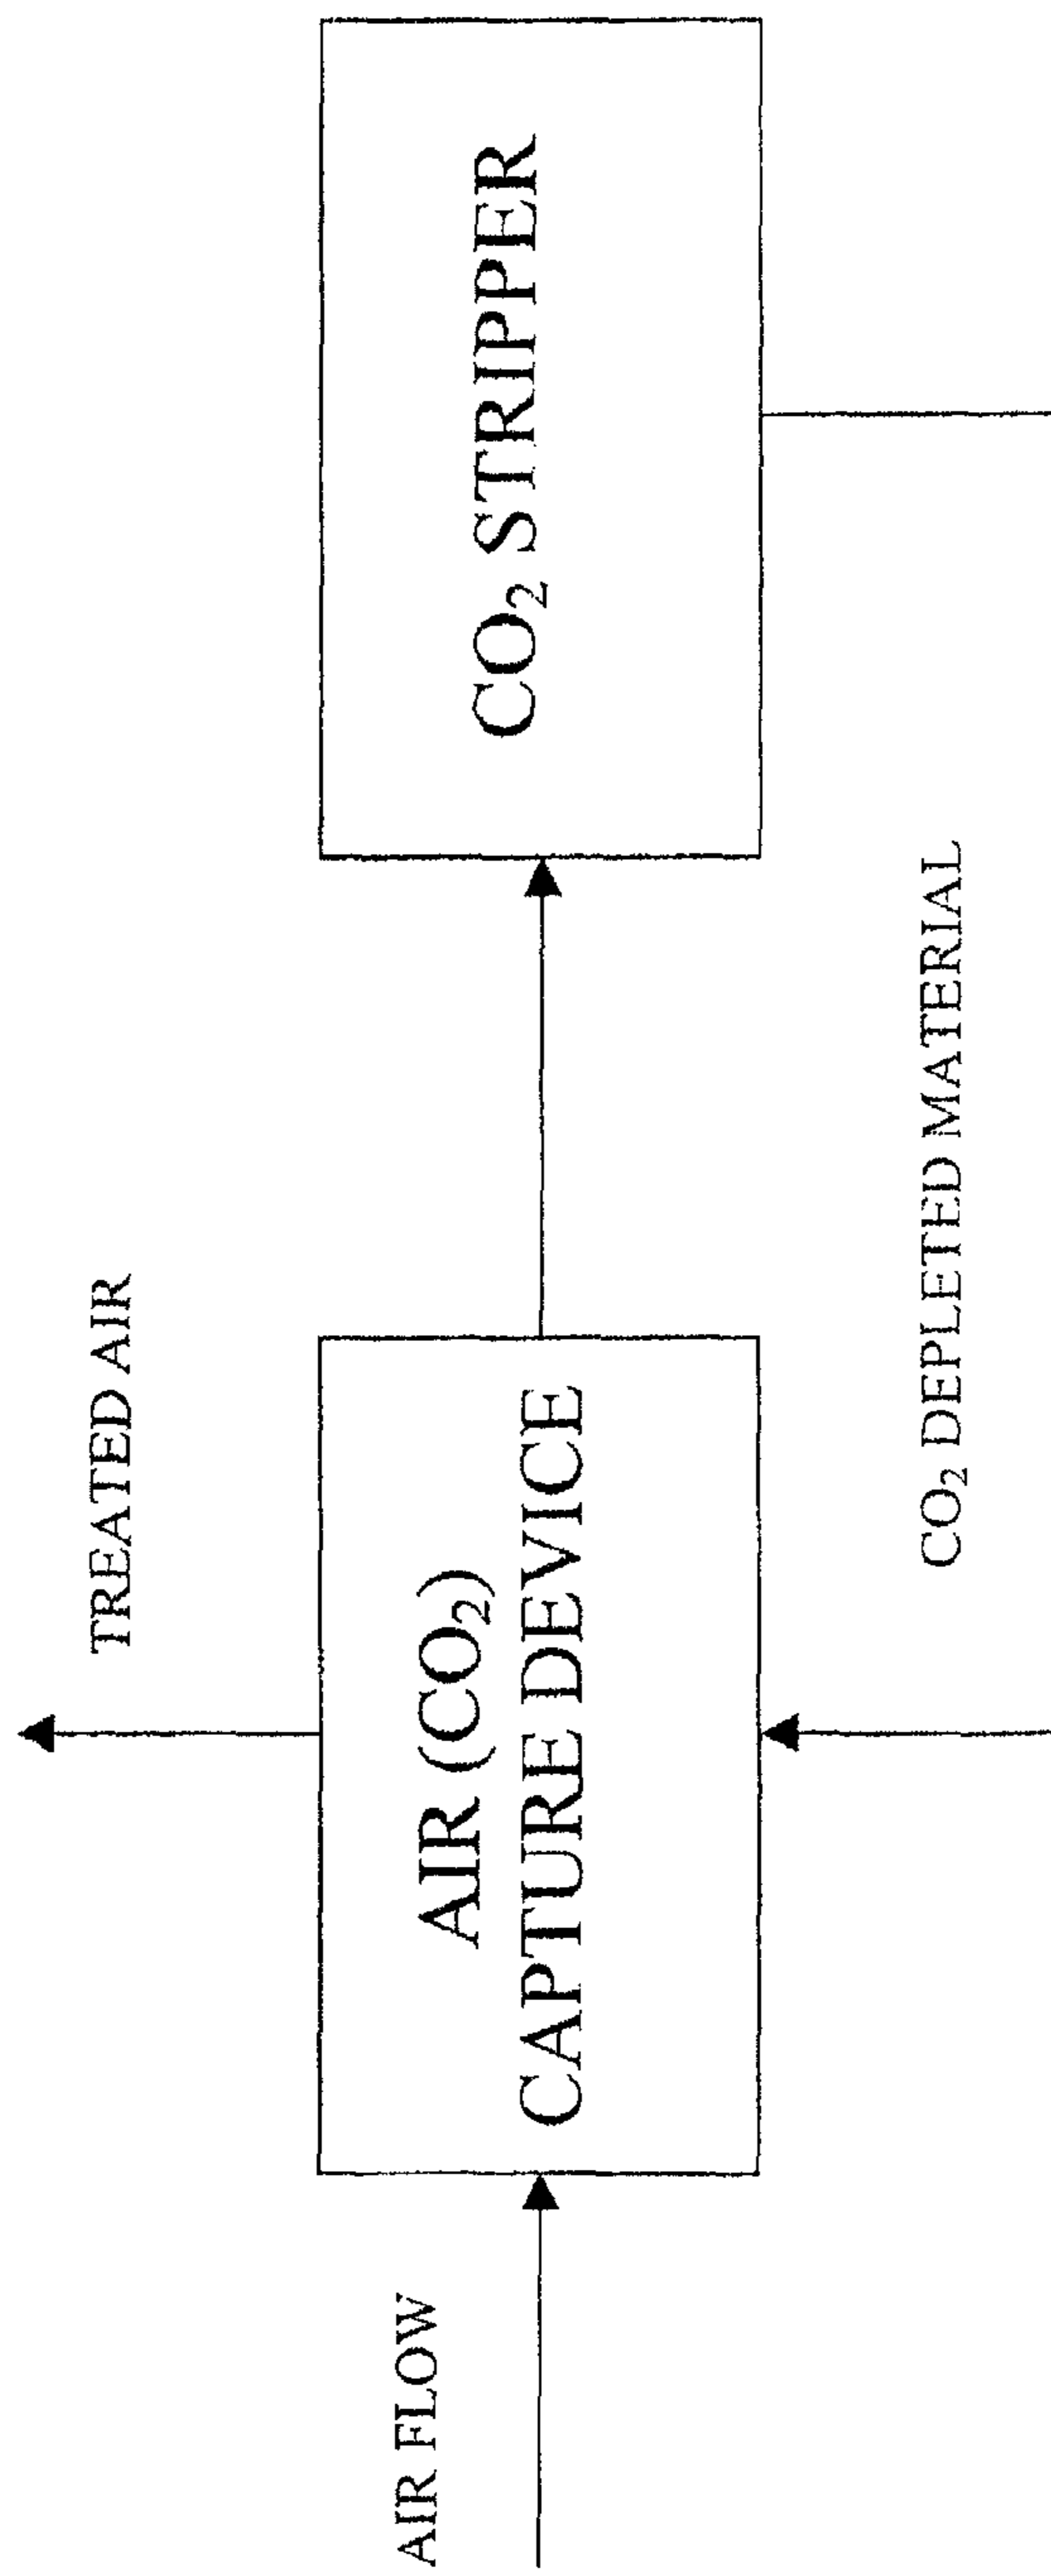 TREATED AIR
AIR FLOW
AIR (CO₂)
CAPTURE DEVICE
CO₂ STRIPPER
CO₂ DEPLETED MATERIAL